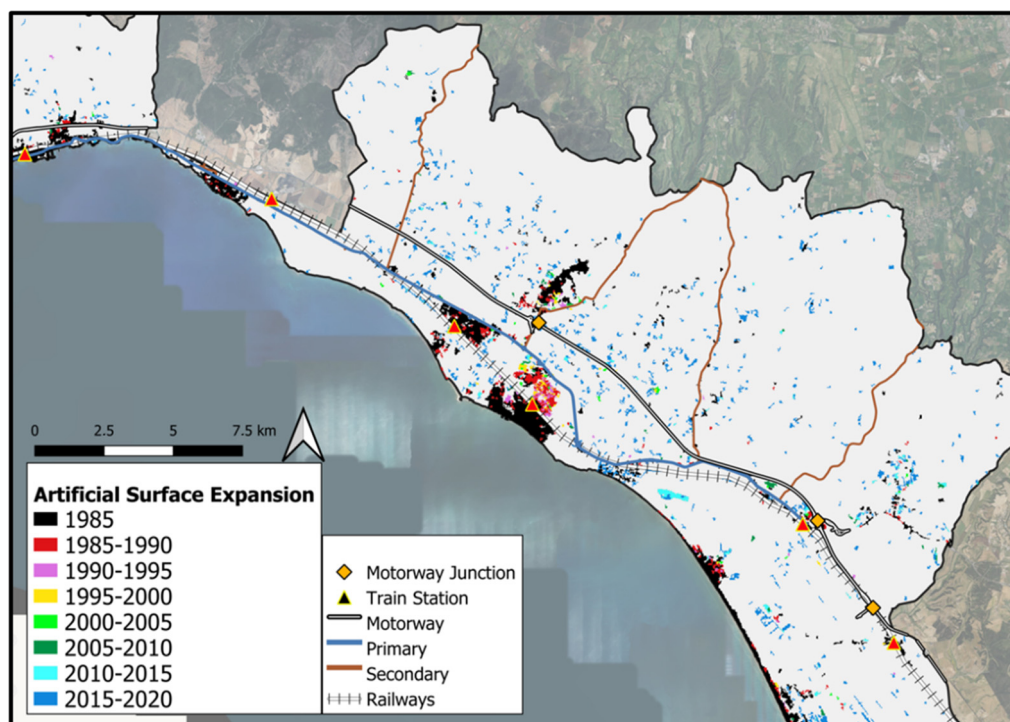 0 2.5 5 7.5 km
Artificial Surface Expansion
1985
1985-1990
1990-1995
1995-2000
2000-2005
2005-2010
2010-2015
2015-2020
Motorway Junction
Train Station
Motorway
Primary
Secondary
Railways